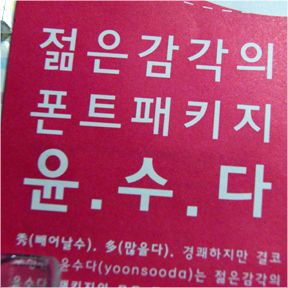 젊은감각의
폰트패키지
윤.수.다
秀(빼어날수), 多(많을다), 경쾌하지만 결코
윤수다(yoonsooda)는 젊은감각의